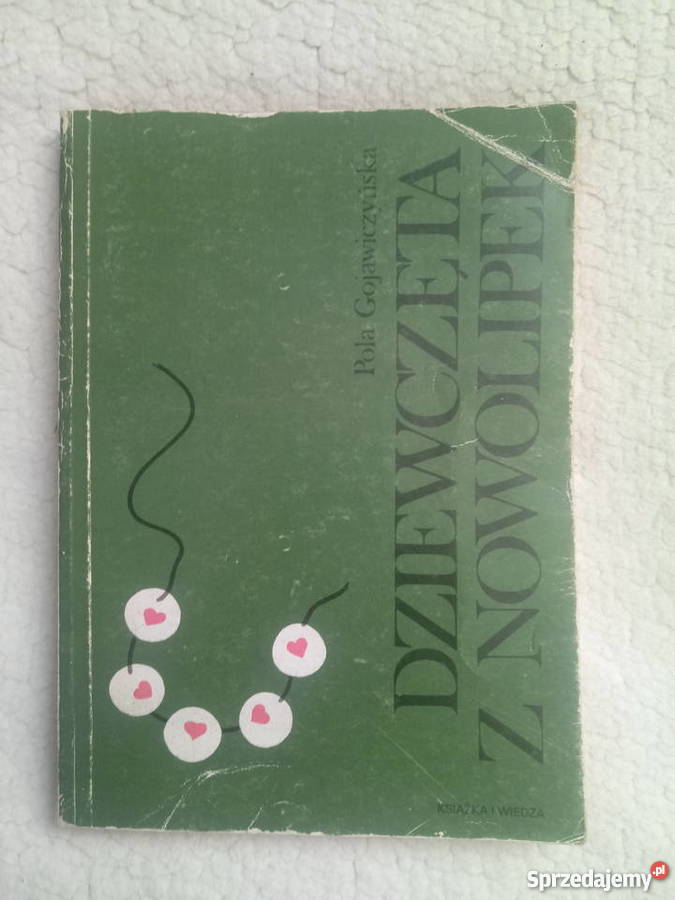 Pola Gojawiczyńska
DZIEWCZĘTA
Z NOWOLIPEK
KSIĄŻKA I WIEDZA
Sprzedajemy.pl